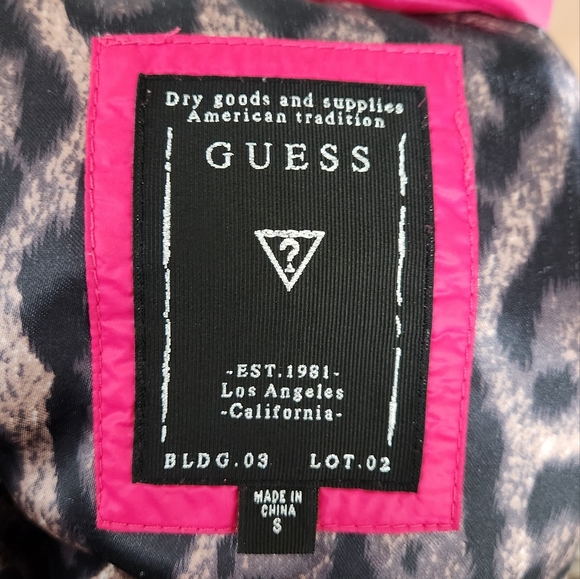 Dry goods and supplies
American tradition
GUESS
?
-EST.1981-
Los Angeles
-California-
BLDG.03 LOT.02
MADE IN
CHINA
S